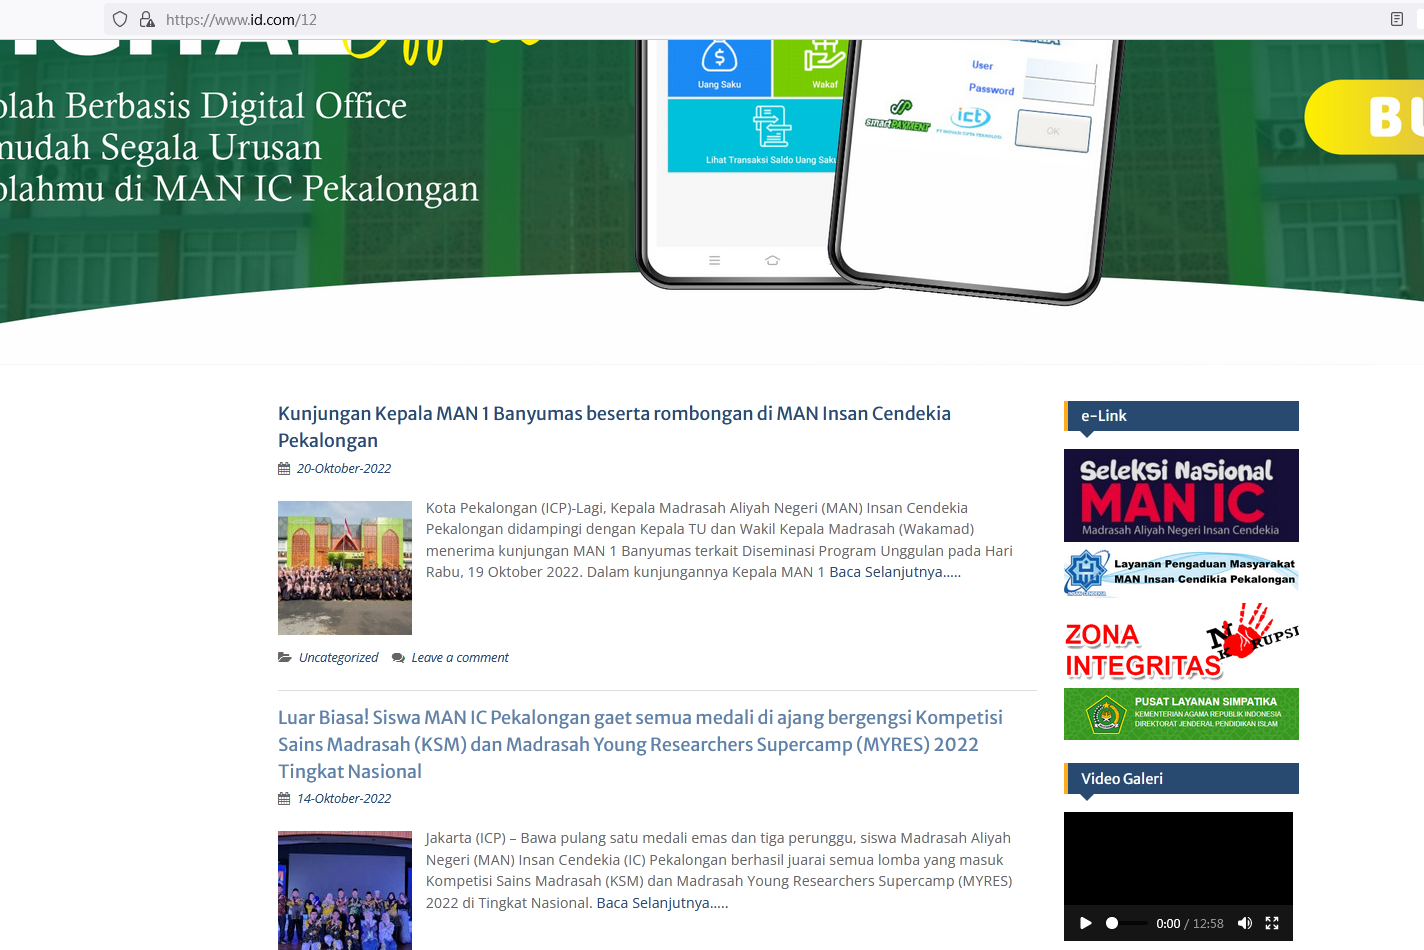 https://www.id.com/12
olah Berbasis Digital Office
mudah Segala Urusan
olahmu di MAN IC Pekalongan
Uang Saku
Wakaf
Lihat Transaksi Saldo Uang Saku
User
Password
smartPAYMENT
ict
PT INOVASI CIPTA TEKNOLOGI
OK
BU
Kunjungan Kepala MAN 1 Banyumas beserta rombongan di MAN Insan Cendekia
Pekalongan
20-Oktober-2022
Kota Pekalongan (ICP)-Lagi, Kepala Madrasah Aliyah Negeri (MAN) Insan Cendekia
Pekalongan didampingi dengan Kepala TU dan Wakil Kepala Madrasah (Wakamad)
menerima kunjungan MAN 1 Banyumas terkait Diseminasi Program Unggulan pada Hari
Rabu, 19 Oktober 2022. Dalam kunjungannya Kepala MAN 1 Baca Selanjutnya…..
Uncategorized Leave a comment
Luar Biasa! Siswa MAN IC Pekalongan gaet semua medali di ajang bergengsi Kompetisi
Sains Madrasah (KSM) dan Madrasah Young Researchers Supercamp (MYRES) 2022
Tingkat Nasional
14-Oktober-2022
Jakarta (ICP) – Bawa pulang satu medali emas dan tiga perunggu, siswa Madrasah Aliyah
Negeri (MAN) Insan Cendekia (IC) Pekalongan berhasil juarai semua lomba yang masuk
Kompetisi Sains Madrasah (KSM) dan Madrasah Young Researchers Supercamp (MYRES)
2022 di Tingkat Nasional. Baca Selanjutnya…..
e-Link
Seleksi Nasional
MAN IC
Madrasah Aliyah Negeri Insan Cendekia
Layanan Pengaduan Masyarakat
MAN Insan Cendikia Pekalongan
ZONA
INTEGRITAS
N
K RUPSI
PUSAT LAYANAN SIMPATIKA
KEMENTERIAN AGAMA REPUBLIK INDONESIA
DIREKTORAT JENDERAL PENDIDIKAN ISLAM
Video Galeri
0:00 / 12:58